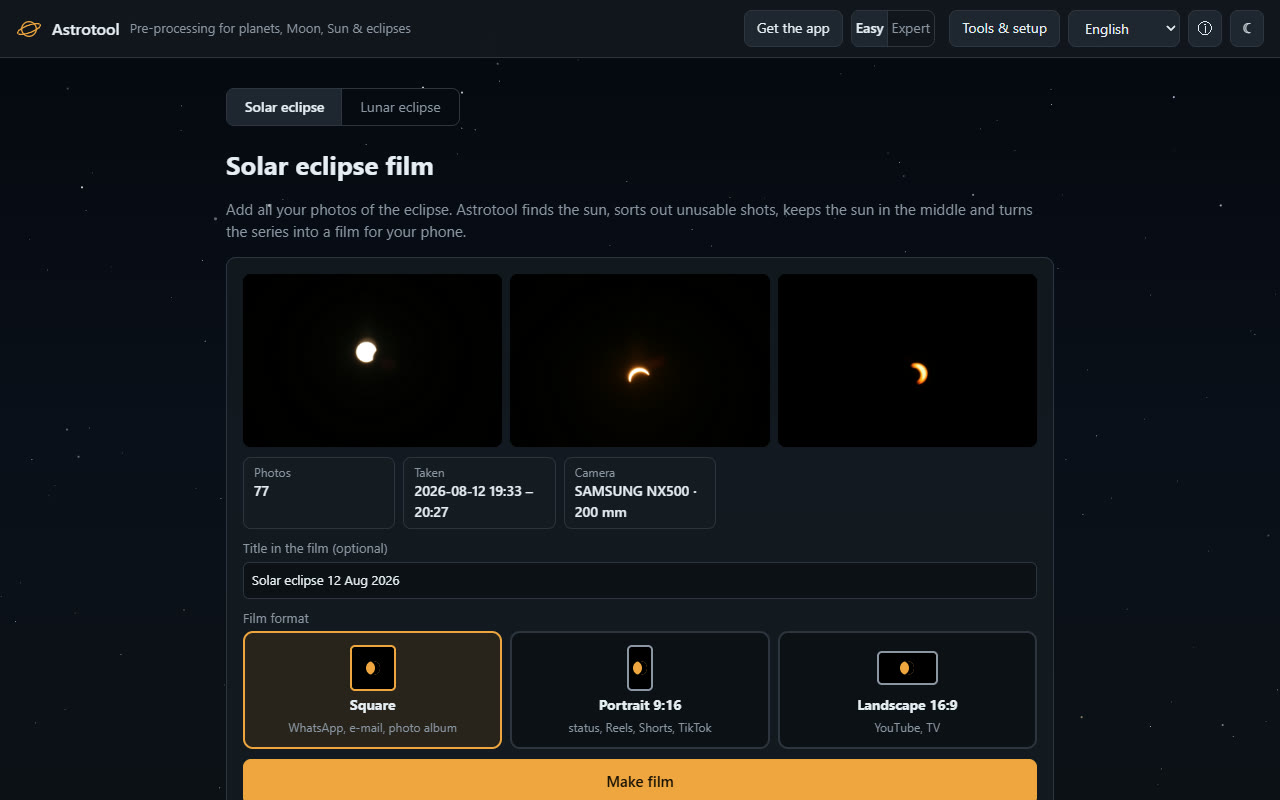 Astrotool
Pre-processing for planets, Moon, Sun & eclipses
Get the app
Easy
Expert
Tools & setup
English
Solar eclipse
Lunar eclipse
Solar eclipse film
Add all your photos of the eclipse. Astrotool finds the sun, sorts out unusable shots, keeps the sun in the middle and turns
the series into a film for your phone.
Photos
77
Taken
2026-08-12 19:33 –
20:27
Camera
SAMSUNG NX500 ·
200 mm
Title in the film (optional)
Solar eclipse 12 Aug 2026
Film format
Square
WhatsApp, e-mail, photo album
Portrait 9:16
status, Reels, Shorts, TikTok
Landscape 16:9
YouTube, TV
Make film